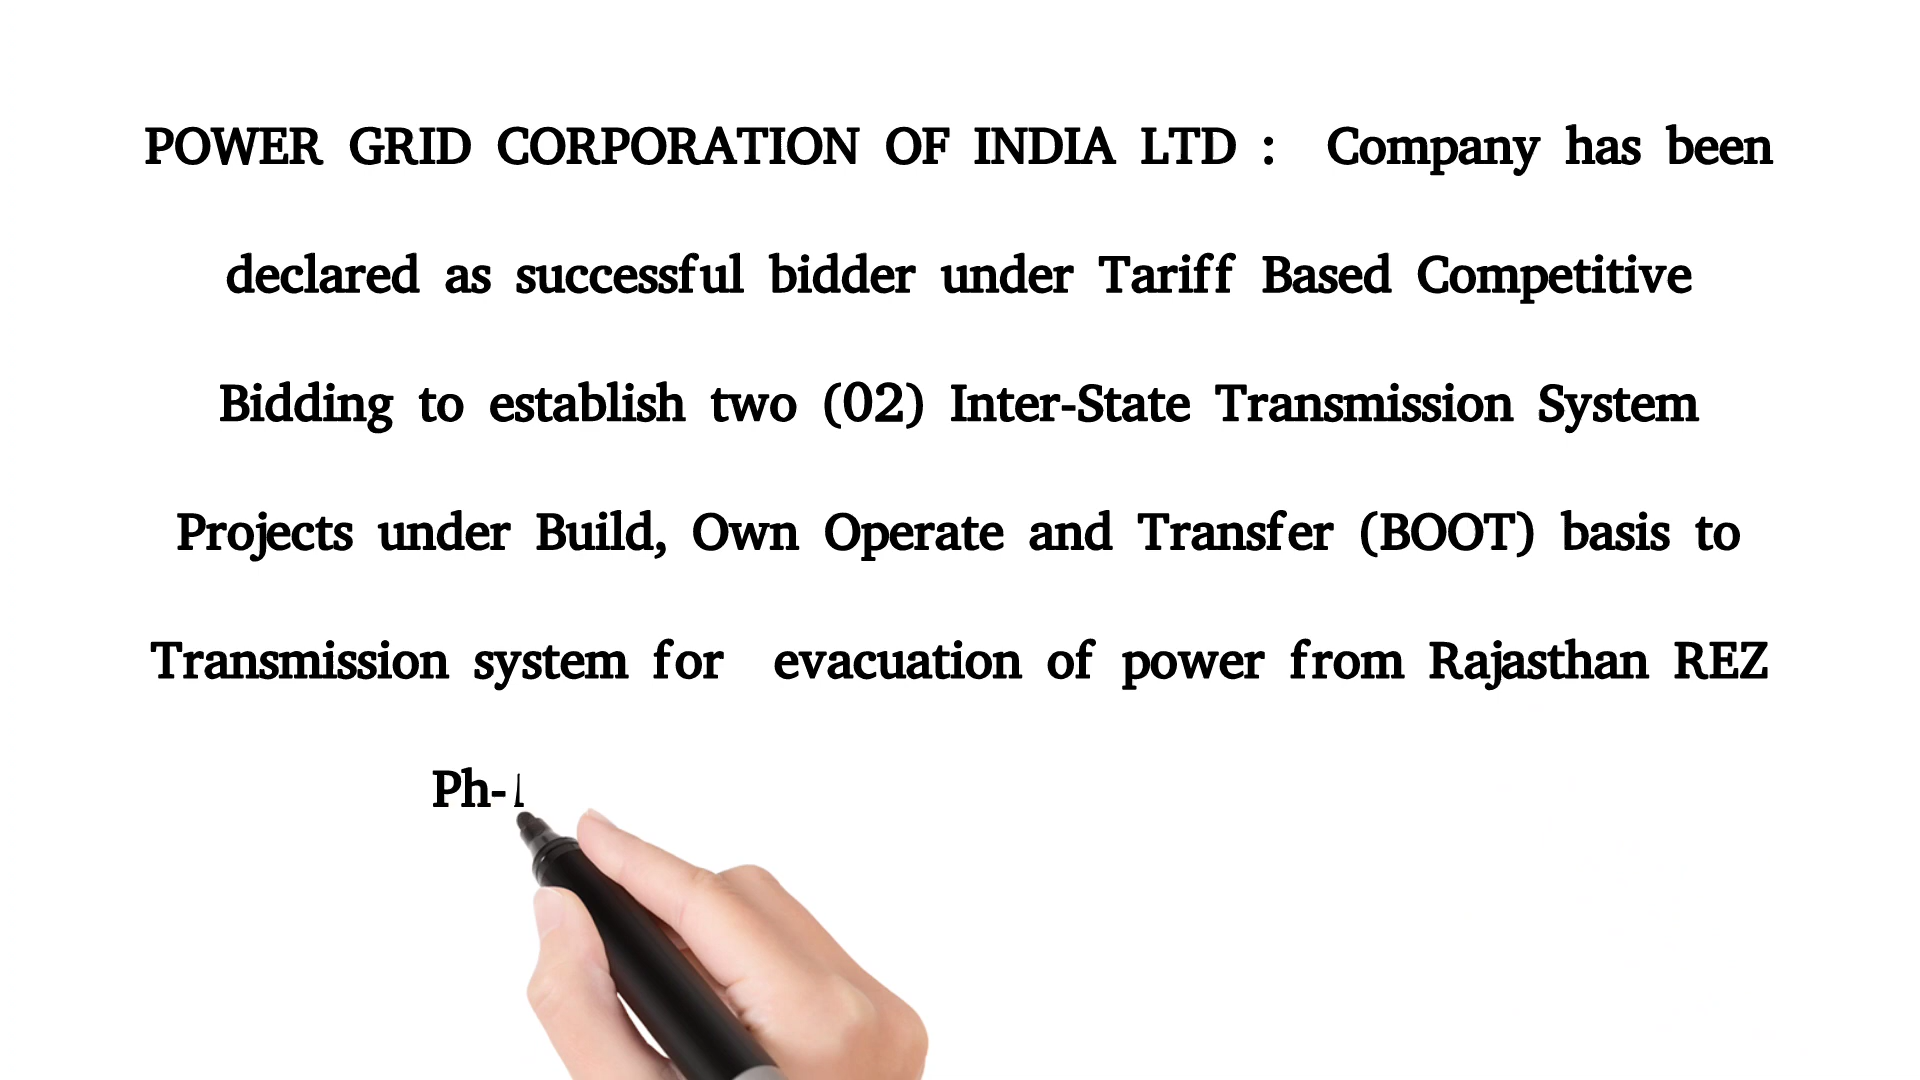 POWER GRID CORPORATION OF INDIA LTD : Company has been
declared as successful bidder under Tariff Based Competitive
Bidding to establish two (02) Inter-State Transmission System
Projects under Build, Own Operate and Transfer (BOOT) basis to
Transmission system for evacuation of power from Rajasthan REZ
Ph-